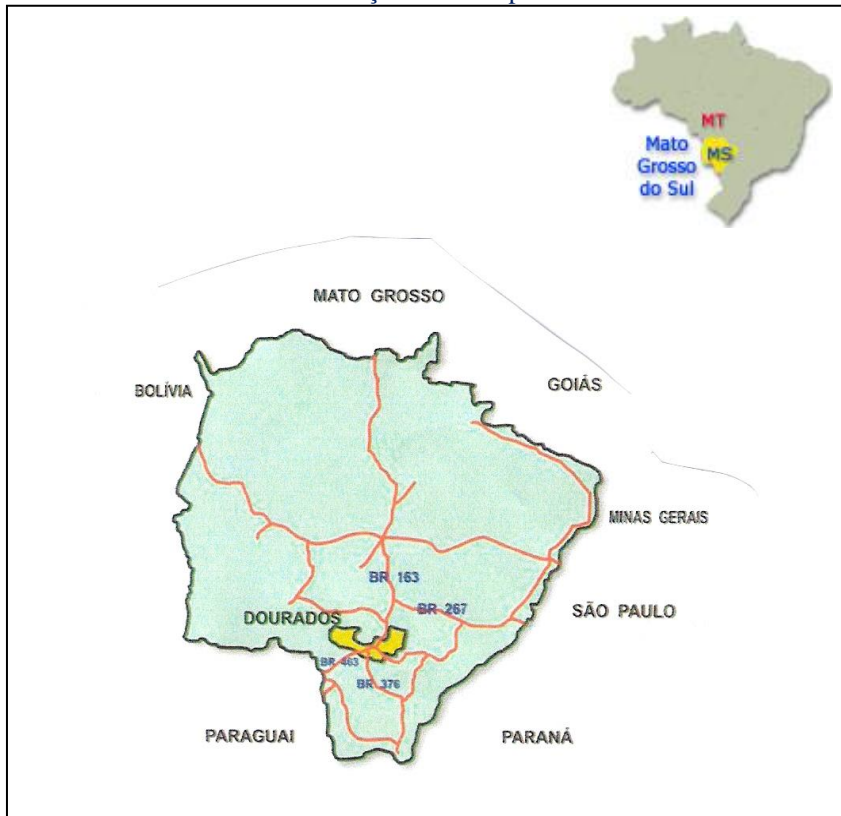 MT
Mato
Grosso
do Sul
MS
MATO GROSSO
GOIÁS
BOLÍVIA
MINAS GERAIS
BR 163
BR 267
SÃO PAULO
DOURADOS
BR 463
BR 376
PARAGUAI
PARANÁ